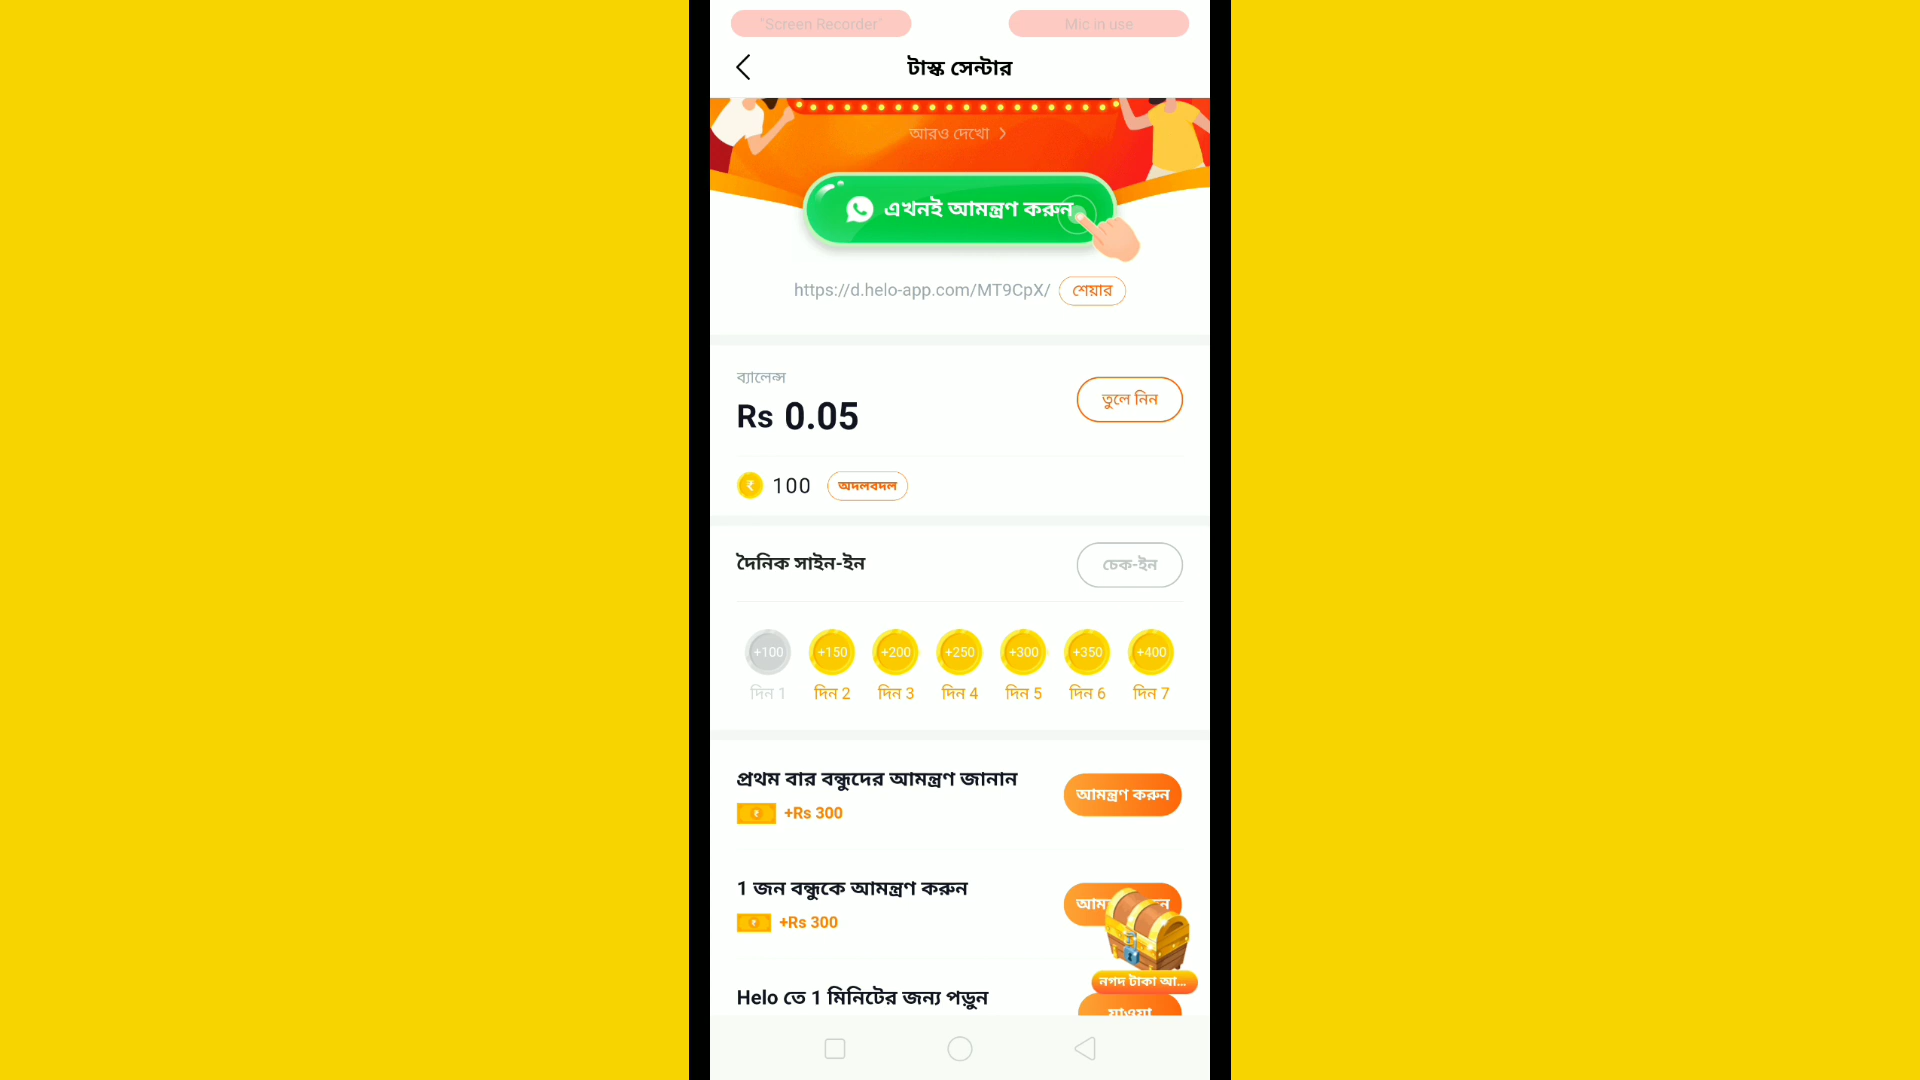 "Screen Recorder"
Mic in use
টাস্ক সেন্টার
আরও দেখো
এখনই আমন্ত্রণ করুন
https://d.helo-app.com/MT9CpX/ শেয়ার
ব্যালেন্স
Rs 0.05
তুলে নিন
100 অদলবদল
দৈনিক সাইন-ইন
চেক-ইন
+100 +150 +200 +250 +300 +350 +400
দিন 1 দিন 2 দিন 3 দিন 4 দিন 5 দিন 6 দিন 7
প্রথম বার বন্ধুদের আমন্ত্রণ জানান
আমন্ত্রণ করুন
+Rs 300
1 জন বন্ধুকে আমন্ত্রণ করুন
+Rs 300
নগদ টাকা আ...
Helo তে 1 মিনিটের জন্য পড়ুন